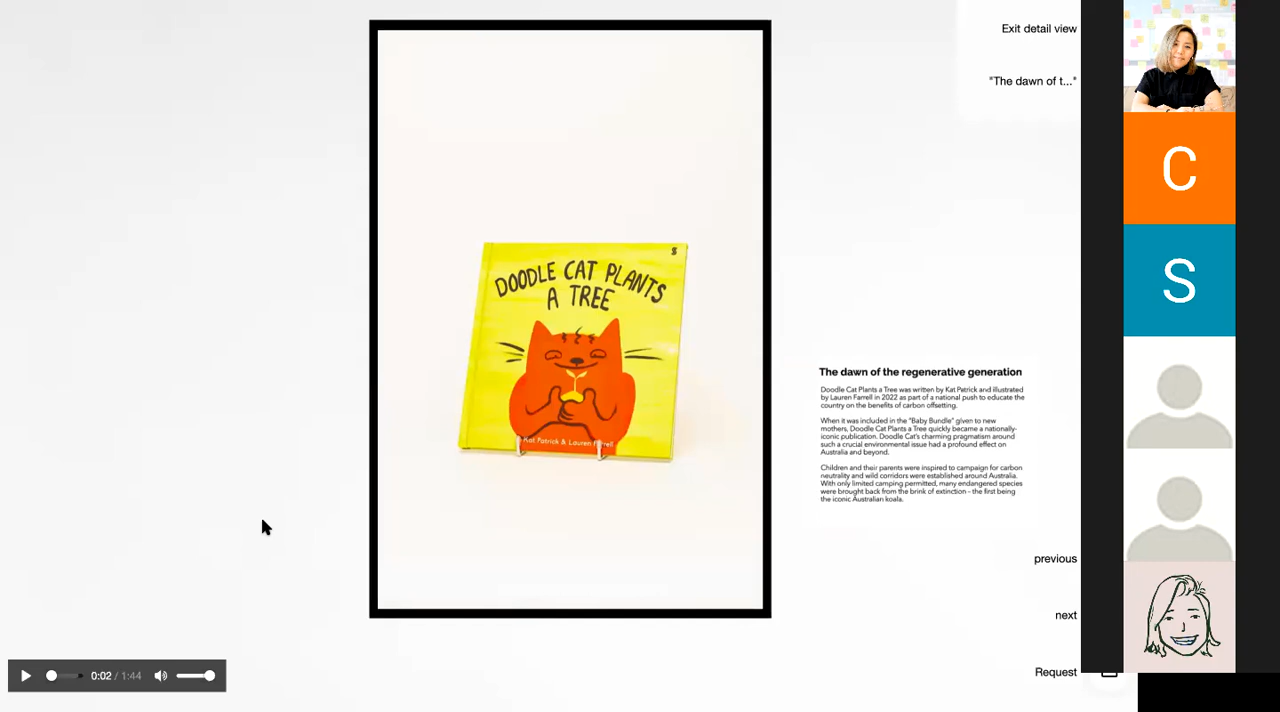 Exit detail view
"The dawn of t..."
C
S
DOODLE CAT PLANTS
A TREE
Kat Patrick & Lauren Farrell
The dawn of the regenerative generation
Doodle Cat Plants a Tree was written by Kat Patrick and illustrated
by Lauren Farrell in 2022 as part of a national push to educate the
country on the benefits of carbon offsetting.
When it was included in the "Baby Bundle" given to new
mothers, Doodle Cat Plants a Tree quickly became a nationally-
iconic publication. Doodle Cat's charming pragmatism around
such a crucial environmental issue had a profound effect on
Australia and beyond.
Children and their parents were inspired to campaign for carbon
neutrality and wild corridors were established around Australia.
With only limited camping permitted, many endangered species
were brought back from the brink of extinction - the first being
the iconic Australian koala.
previous
next
Request
0:02 / 1:44